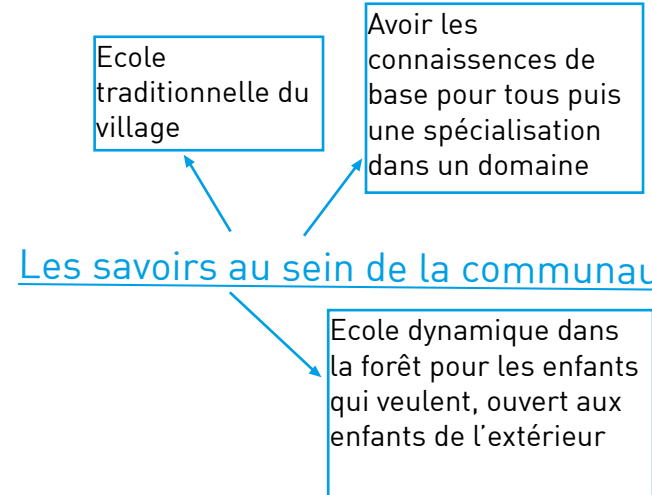 Ecole
traditionnelle du
village
Avoir les
connaissances de
base pour tous puis
une spécialisation
dans un domaine
Les savoirs au sein de la communau
Ecole dynamique dans
la forêt pour les enfants
qui veulent, ouvert aux
enfants de l’extérieur